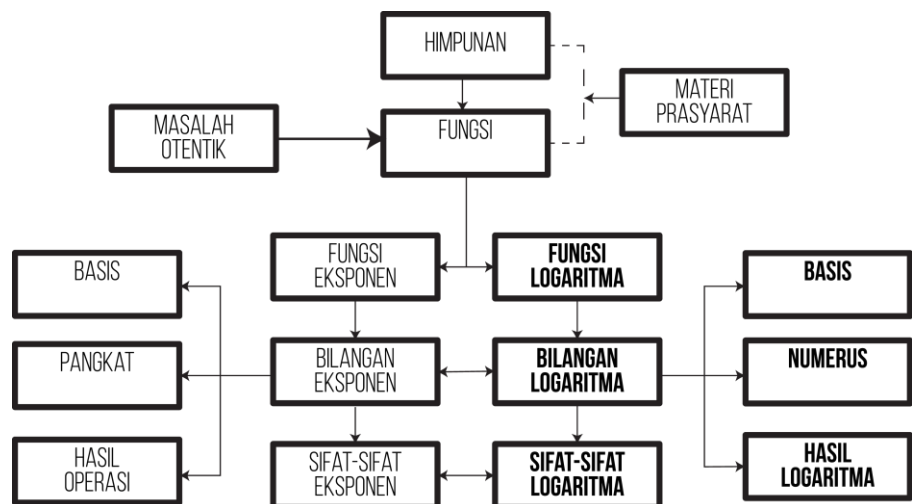 HIMPUNAN
MATERI
PRASYARAT
MASALAH
OTENTIK
FUNGSI
FUNGSI
EKSPONEN
FUNGSI
LOGARITMA
BASIS
BASIS
PANGKAT
BILANGAN
EKSPONEN
BILANGAN
LOGARITMA
NUMERUS
HASIL
OPERASI
SIFAT-SIFAT
EKSPONEN
SIFAT-SIFAT
LOGARITMA
HASIL
LOGARITMA